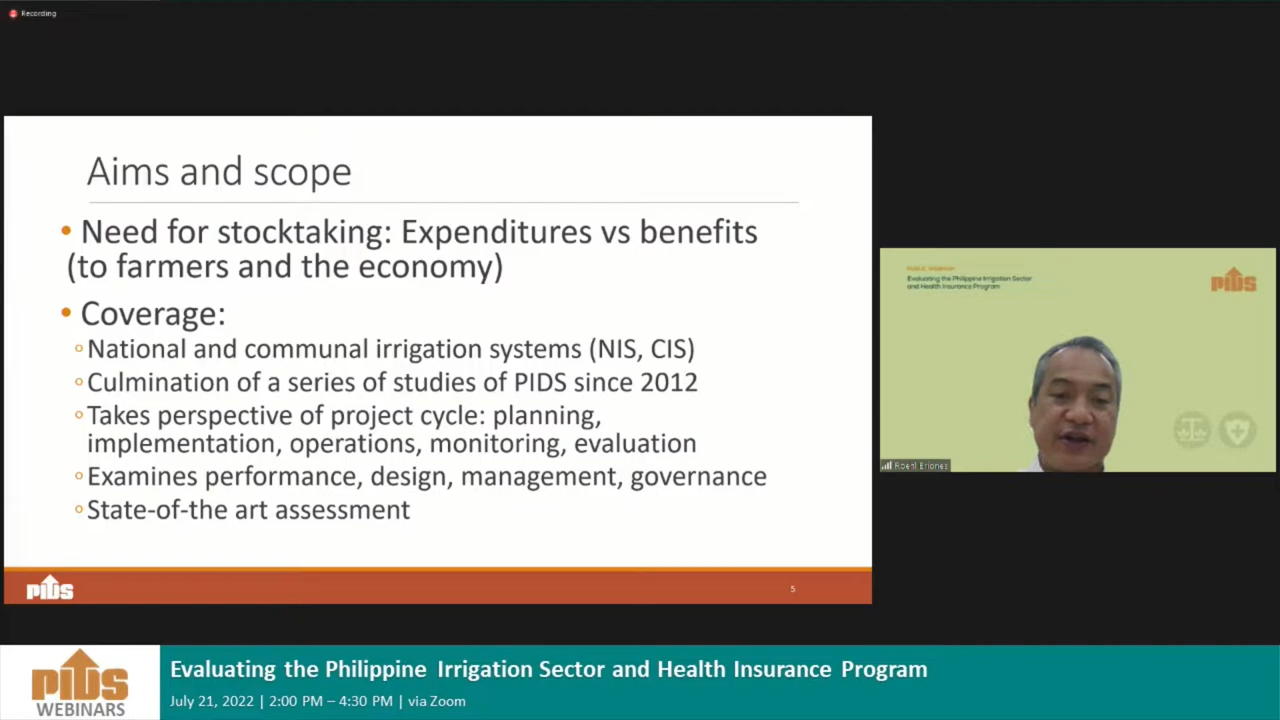 Recording
Aims and scope
• Need for stocktaking: Expenditures vs benefits
(to farmers and the economy)
• Coverage:
◦National and communal irrigation systems (NIS, CIS)
◦Culmination of a series of studies of PIDS since 2012
◦Takes perspective of project cycle: planning,
implementation, operations, monitoring, evaluation
◦Examines performance, design, management, governance
◦State-of-the art assessment
PIDS
5
PUBLIC WEBINAR
Evaluating the Philippine Irrigation Sector
and Health Insurance Program
PIDS
Roehl Briones
PIDS
WEBINARS
Evaluating the Philippine Irrigation Sector and Health Insurance Program
July 21, 2022 | 2:00 PM – 4:30 PM | via Zoom